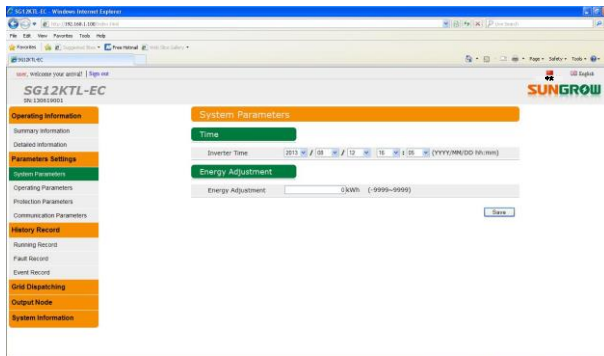 SG12KTL-EC - Windows Internet Explorer
File Edit View Favorites Tools Help
Favorites Free Hotmail
SG12KTL-EC
Page Safety Tools
user, welcome your arrival! | Sign out
English
SG12KTL-EC
SUNGROW
Operating Information
System Parameters
Summary Information
Time
Detailed Information
Inverter Time 2013 / 08 / 12 16 : 05 (YYYY/MM/DD hh:mm)
Parameters Settings
Energy Adjustment
System Parameters
Energy Adjustment 0 kWh (-9999~9999)
Operating Parameters
Protection Parameters
Save
Communication Parameters
History Record
Running Record
Fault Record
Event Record
Grid Dispatching
Output Node
System Information